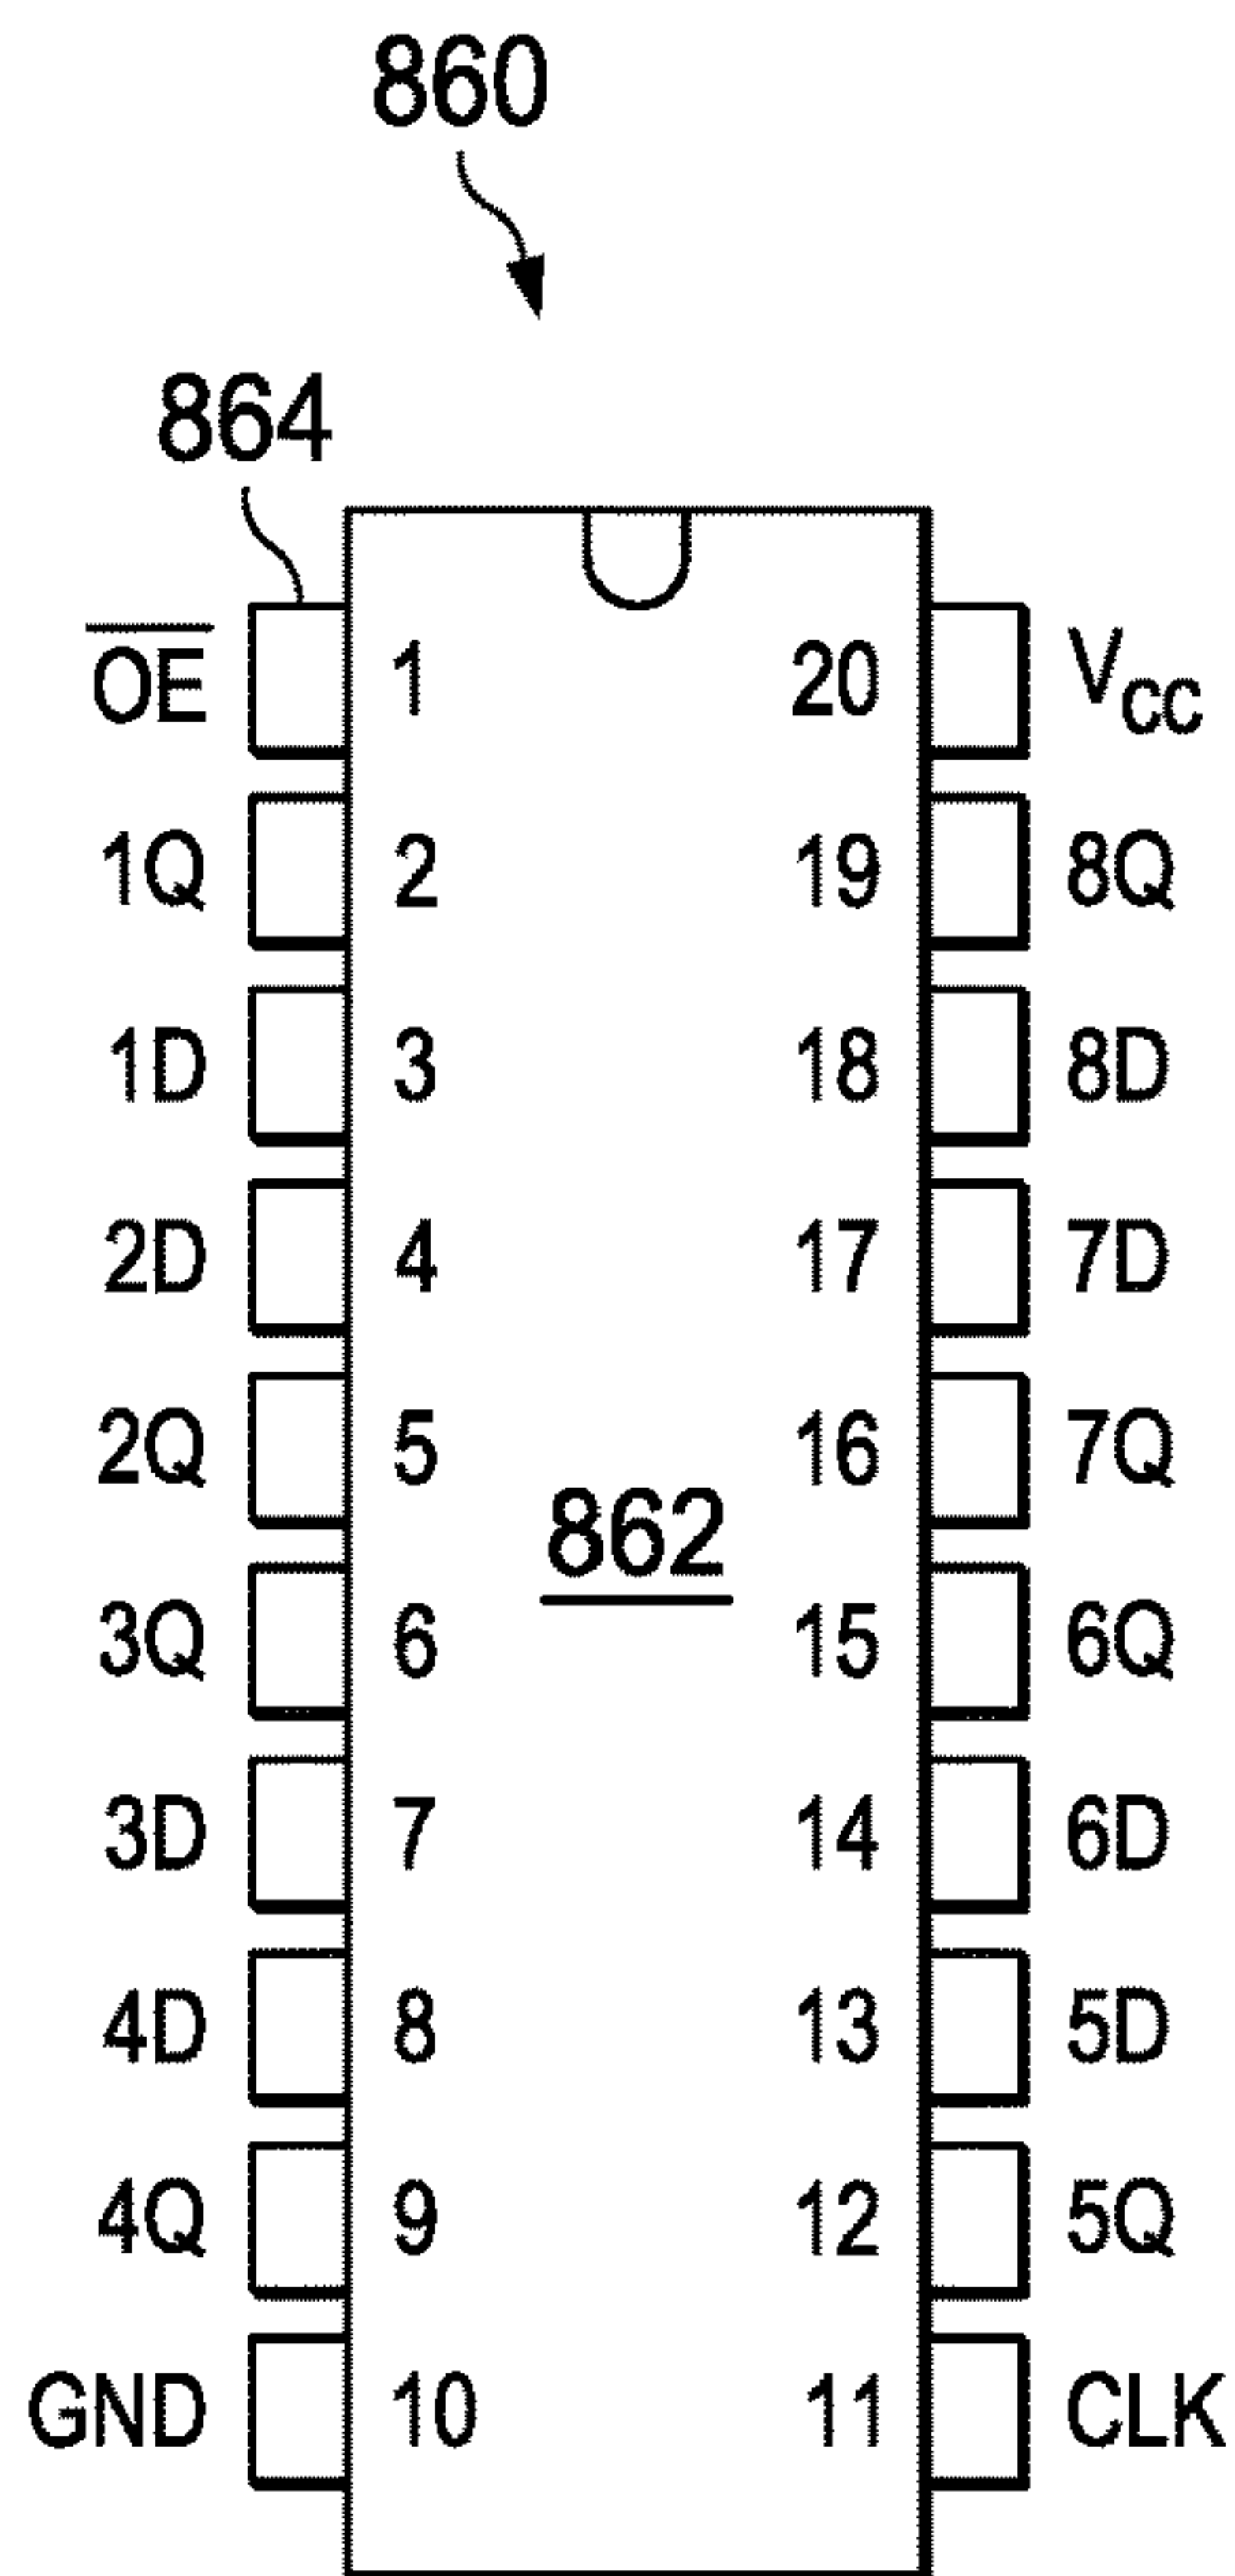 860
864
O̅E̅ 1 20 VCC
1Q 2 19 8Q
1D 3 18 8D
2D 4 17 7D
2Q 5 16 7Q
862
3Q 6 15 6Q
3D 7 14 6D
4D 8 13 5D
4Q 9 12 5Q
GND 10 11 CLK